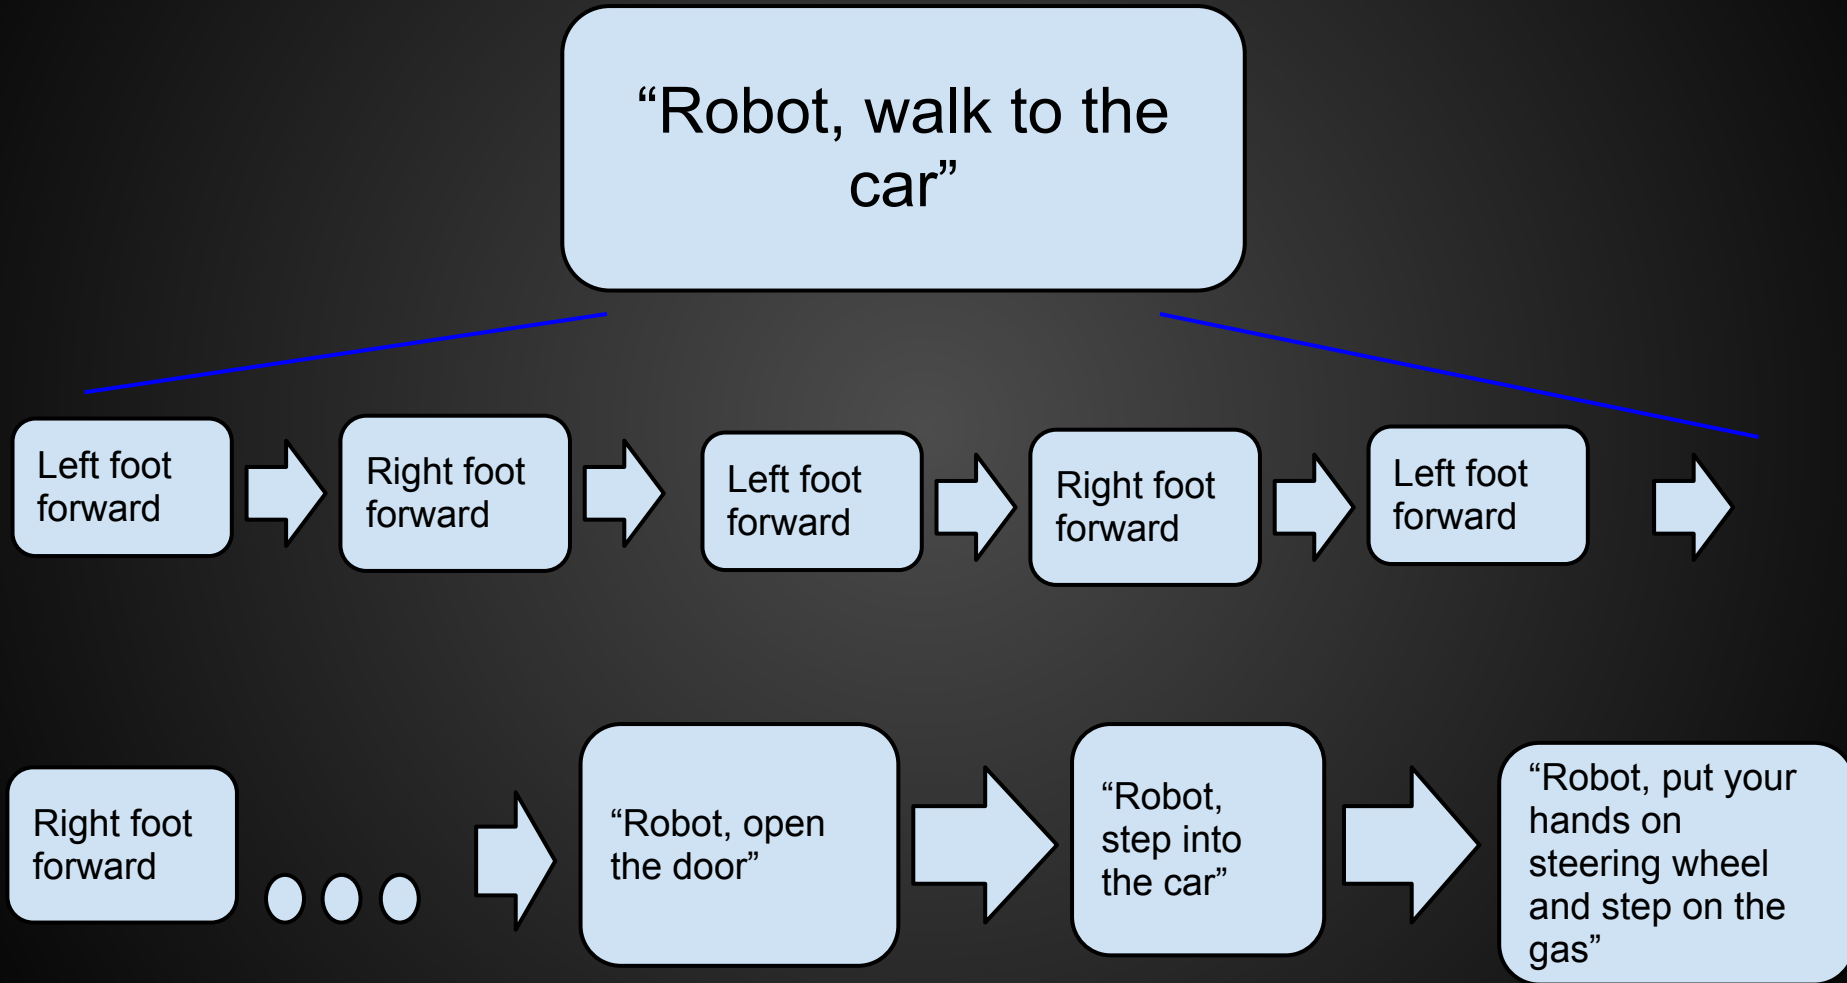 “Robot, walk to the
car”
Left foot
forward
Right foot
forward
Left foot
forward
Right foot
forward
Left foot
forward
Right foot
forward
“Robot, open
the door”
“Robot,
step into
the car”
“Robot, put your
hands on
steering wheel
and step on the
gas”